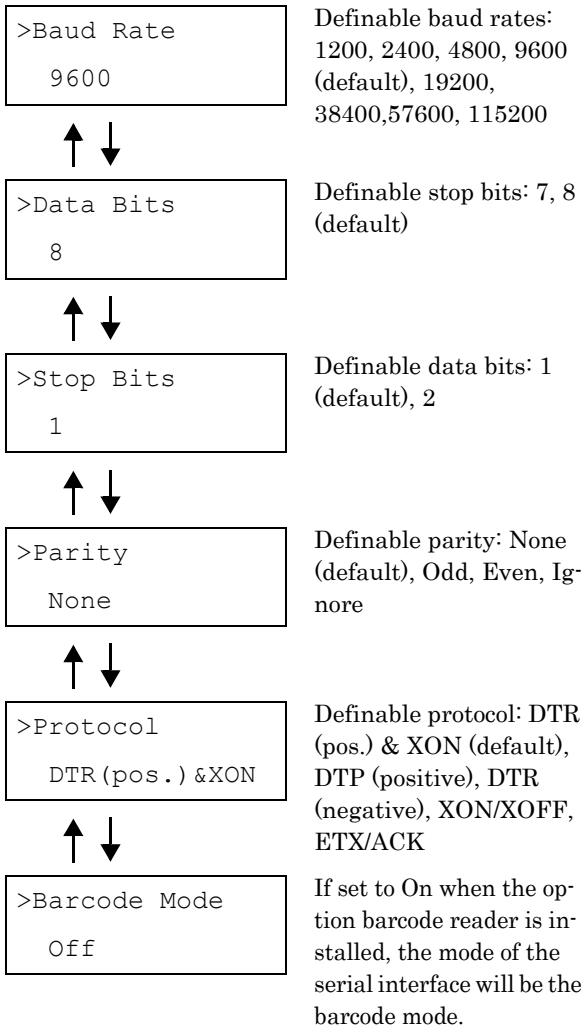 >Baud Rate
9600
Definable baud rates:
1200, 2400, 4800, 9600
(default), 19200,
38400,57600, 115200
>Data Bits
8
Definable stop bits: 7, 8
(default)
>Stop Bits
1
Definable data bits: 1
(default), 2
>Parity
None
Definable parity: None
(default), Odd, Even, Ig-
nore
>Protocol
DTR(pos.)&XON
Definable protocol: DTR
(pos.) & XON (default),
DTP (positive), DTR
(negative), XON/XOFF,
ETX/ACK
>Barcode Mode
Off
If set to On when the op-
tion barcode reader is in-
stalled, the mode of the
serial interface will be the
barcode mode.